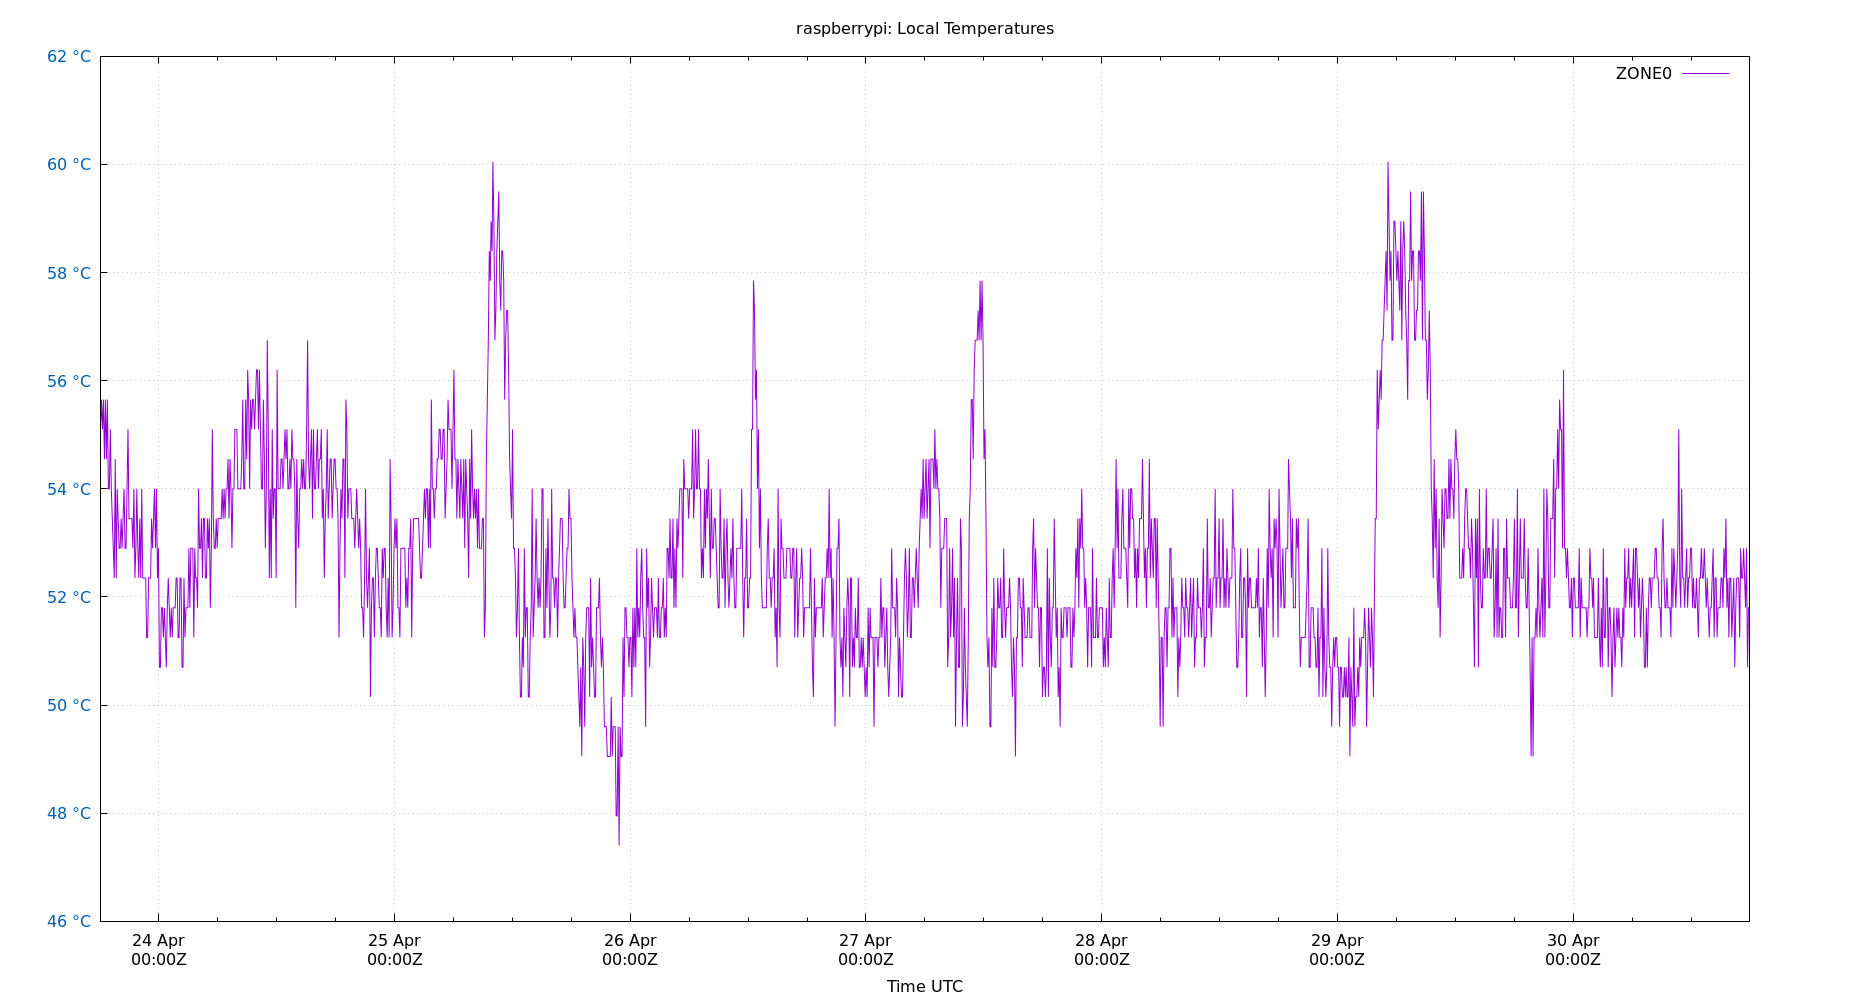 raspberrypi: Local Temperatures
62 °C
ZONE0
60 °C
58 °C
56 °C
54 °C
52 °C
50 °C
48 °C
46 °C
24 Apr 25 Apr 26 Apr 27 Apr 28 Apr 29 Apr 30 Apr
00:00Z 00:00Z 00:00Z 00:00Z 00:00Z 00:00Z 00:00Z
Time UTC